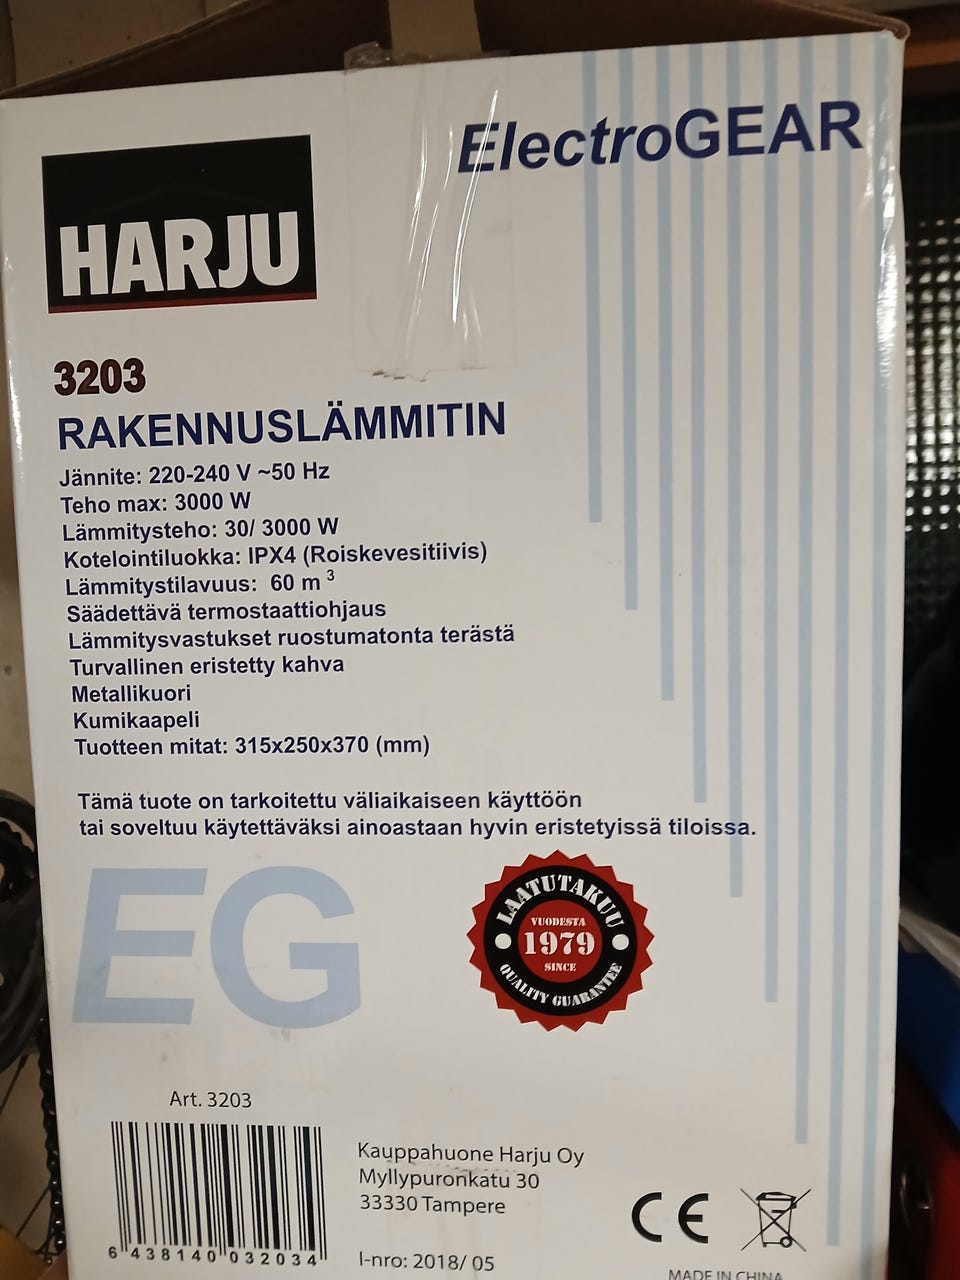 ElectroGEAR
HARJU
3203
RAKENNUSLÄMMITIN
Jännite: 220-240 V ~50 Hz
Teho max: 3000 W
Lämmitysteho: 30/ 3000 W
Kotelointiluokka: IPX4 (Roiskevesitiivis)
Lämmitystilavuus: 60 m ³
Säädettävä termostaattiohjaus
Lämmitysvastukset ruostumatonta terästä
Turvallinen eristetty kahva
Metallikuori
Kumikaapeli
Tuotteen mitat: 315x250x370 (mm)
Tämä tuote on tarkoitettu väliaikaiseen käyttöön
tai soveltuu käytettäväksi ainoastaan hyvin eristetyissä tiloissa.
EG
LAATUTAKUU
VUODESTA
1979
SINCE
QUALITY GUARANTEE
Art. 3203
6 438140 032034
Kauppahuone Harju Oy
Myllypuronkatu 30
33330 Tampere
I-nro: 2018/ 05
CE
MADE IN CHINA